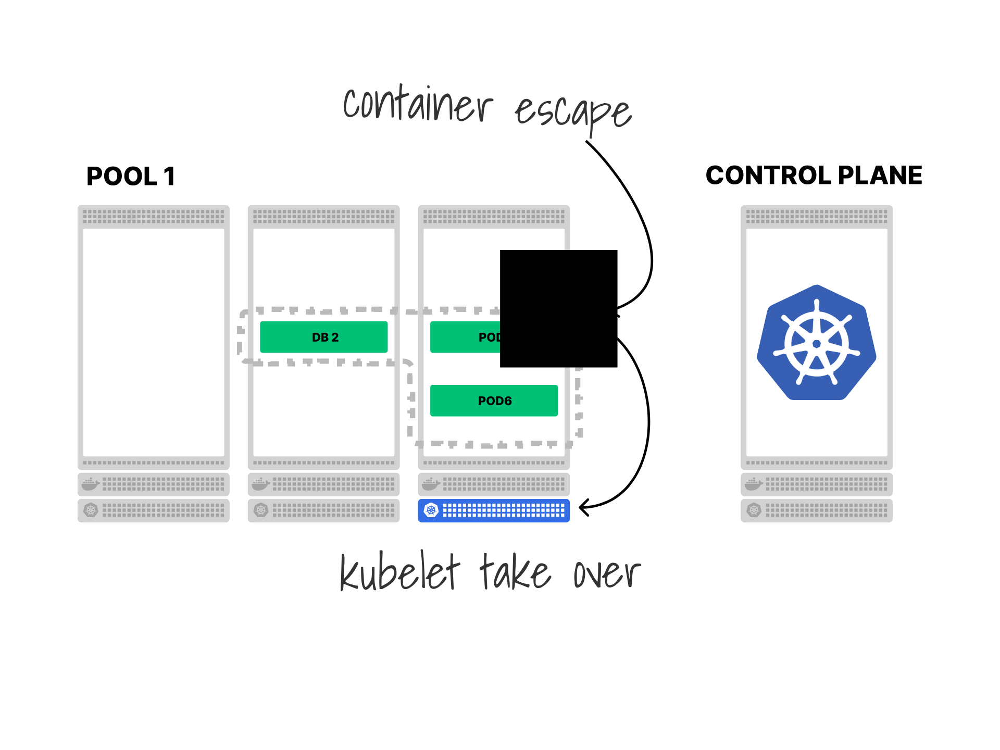 container escape
POOL 1
CONTROL PLANE
DB 2
POD6
kubelet take over